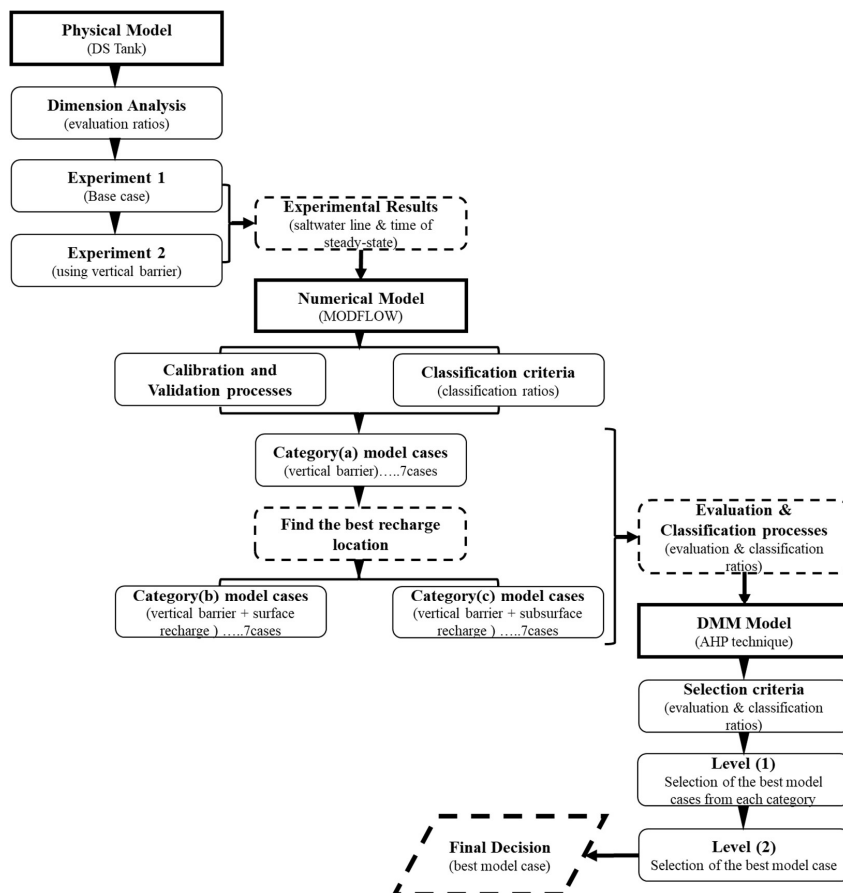 Physical Model
(DS Tank)
Dimension Analysis
(evaluation ratios)
Experiment 1
(Base case)
Experiment 2
(using vertical barrier)
Experimental Results
(saltwater line & time of
steady-state)
Numerical Model
(MODFLOW)
Calibration and
Validation processes
Classification criteria
(classification ratios)
Category(a) model cases
(vertical barrier)…..7cases
Find the best recharge
location
Category(b) model cases
(vertical barrier + surface
recharge ) …..7cases
Category(c) model cases
(vertical barrier + subsurface
recharge ) …..7cases
Evaluation &
Classification processes
(evaluation & classification
ratios)
DMM Model
(AHP technique)
Selection criteria
(evaluation & classification
ratios)
Level (1)
Selection of the best model
cases from each category
Level (2)
Selection of the best model case
Final Decision
(best model case)